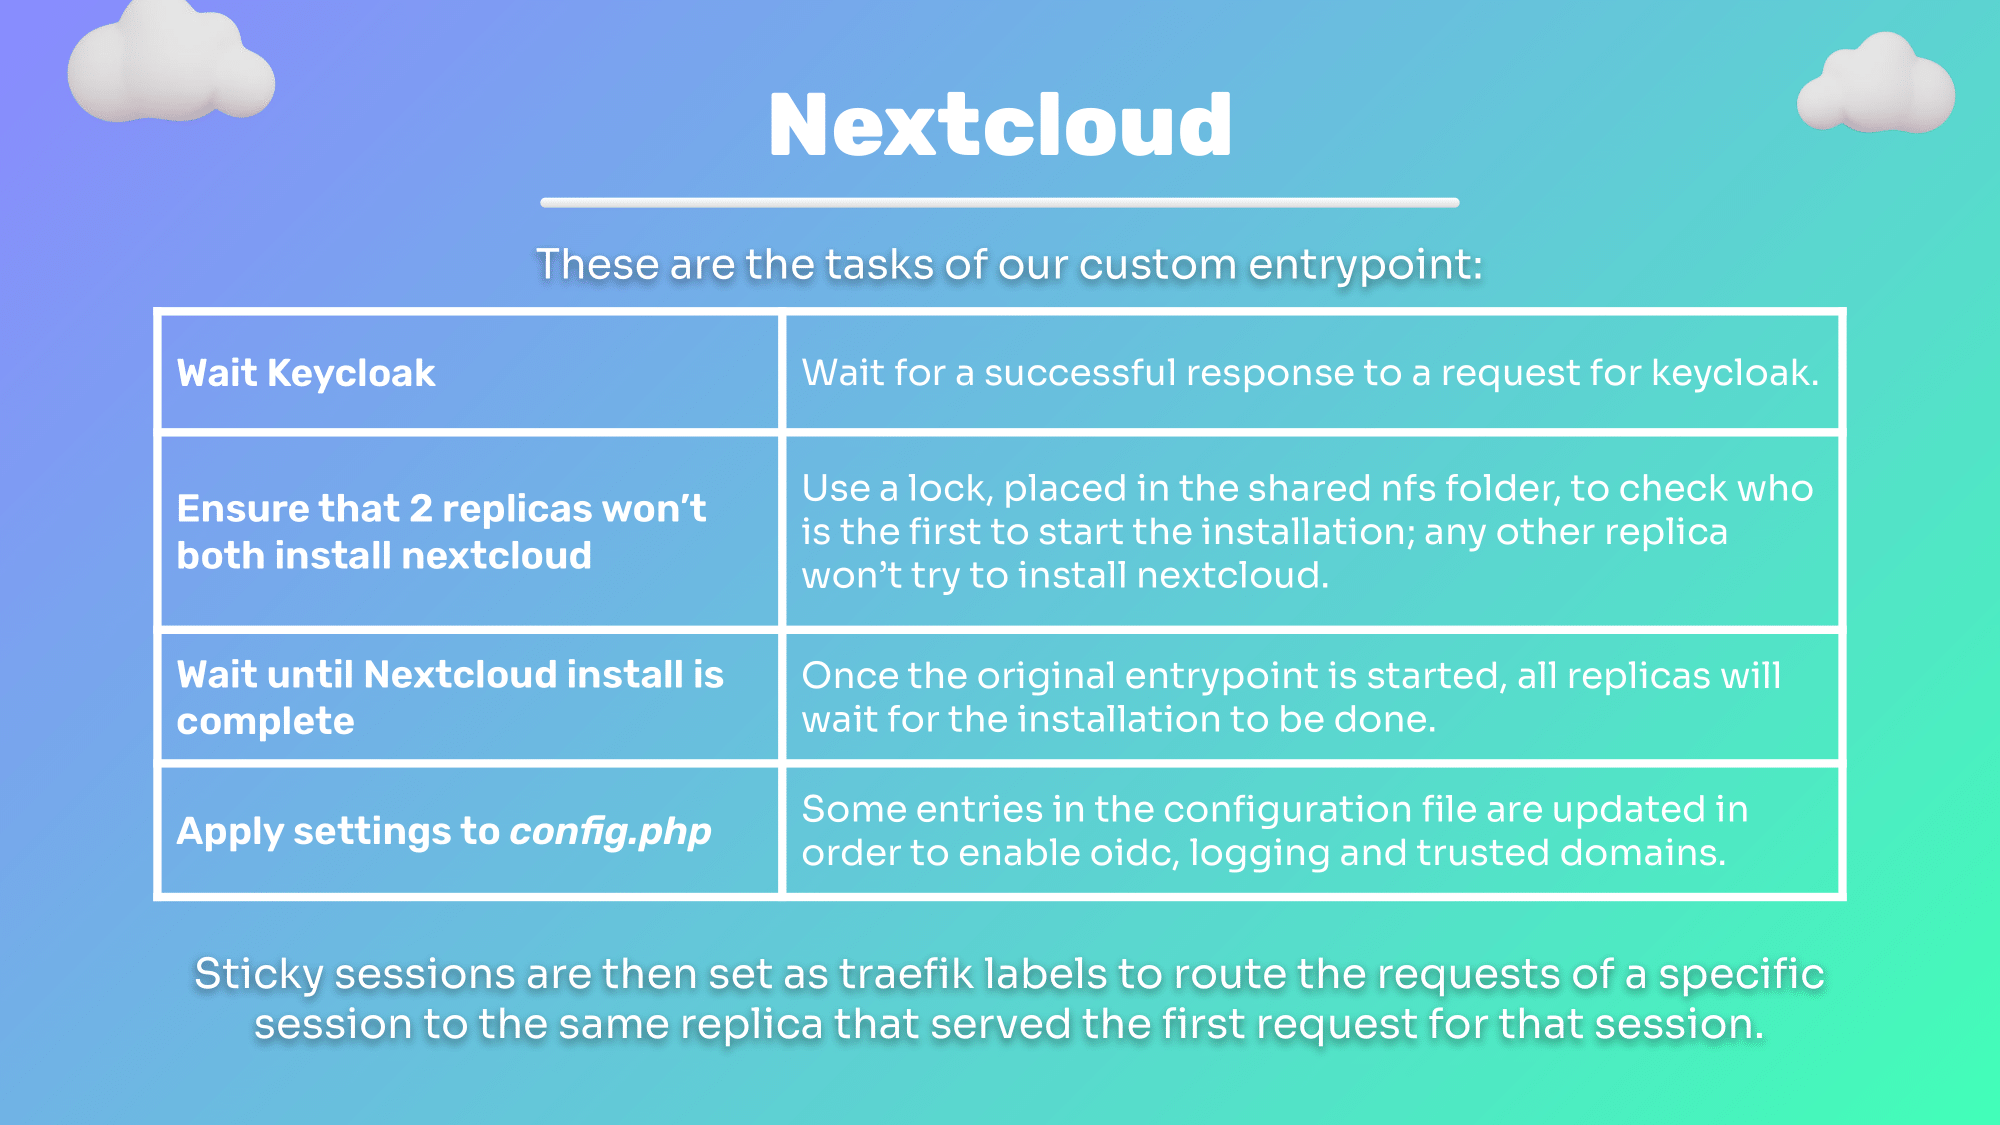 Nextcloud
These are the tasks of our custom entrypoint:
Wait Keycloak
Wait for a successful response to a request for keycloak.
Ensure that 2 replicas won’t
both install nextcloud
Use a lock, placed in the shared nfs folder, to check who
is the first to start the installation; any other replica
won’t try to install nextcloud.
Wait until Nextcloud install is
complete
Once the original entrypoint is started, all replicas will
wait for the installation to be done.
Apply settings to config.php
Some entries in the configuration file are updated in
order to enable oidc, logging and trusted domains.
Sticky sessions are then set as traefik labels to route the requests of a specific
session to the same replica that served the first request for that session.